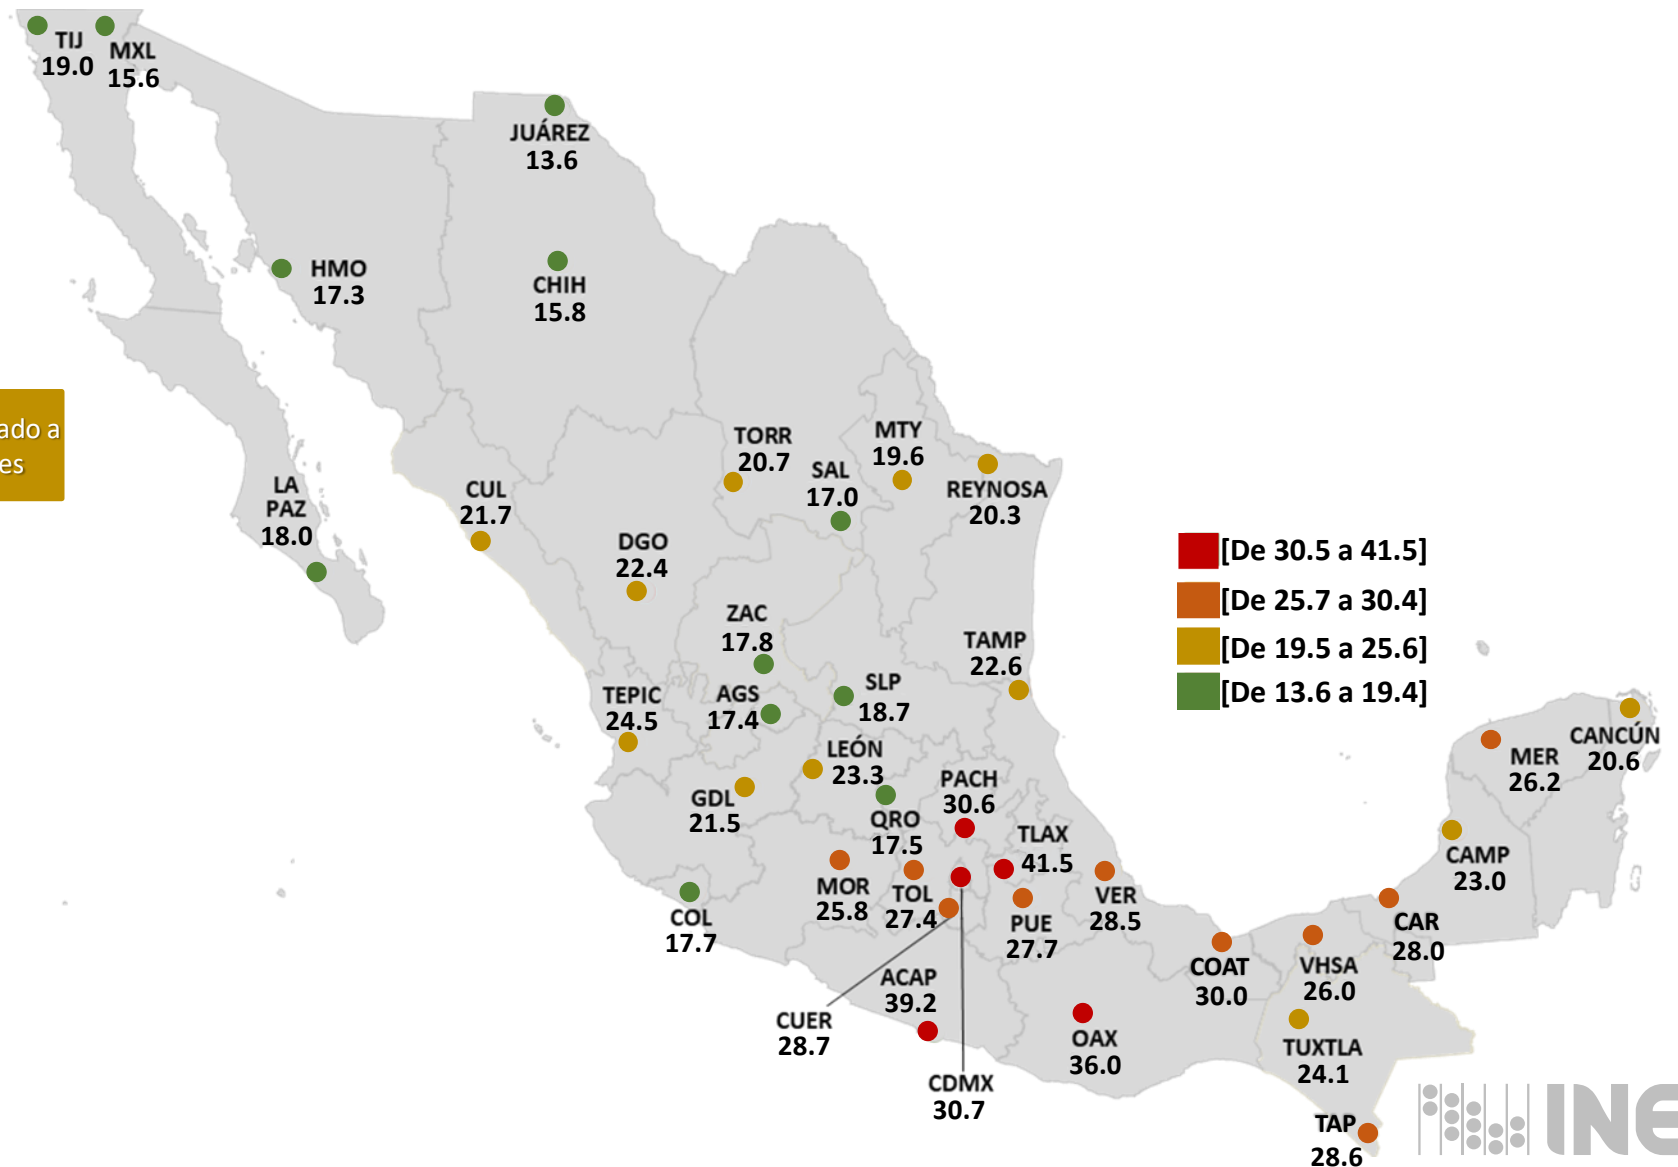 TIJ
19.0
MXL
15.6
JUÁREZ
13.6
HMO
17.3
CHIH
15.8
ado a
es
LA
PAZ
18.0
CUL
21.7
TORR
20.7
SAL
17.0
MTY
19.6
REYNOSA
20.3
DGO
22.4
ZAC
17.8
TAMP
22.6
TEPIC
24.5
AGS
17.4
SLP
18.7
LEÓN
23.3
GDL
21.5
PACH
30.6
QRO
17.5
TLAX
41.5
MOR
25.8
TOL
27.4
COL
17.7
PUE
27.7
VER
28.5
CUER
28.7
ACAP
39.2
CDMX
30.7
OAX
36.0
COAT
30.0
VHSA
26.0
TUXTLA
24.1
TAP
28.6
CAR
28.0
CAMP
23.0
MER
26.2
CANCÚN
20.6
[De 30.5 a 41.5]
[De 25.7 a 30.4]
[De 19.5 a 25.6]
[De 13.6 a 19.4]
INE